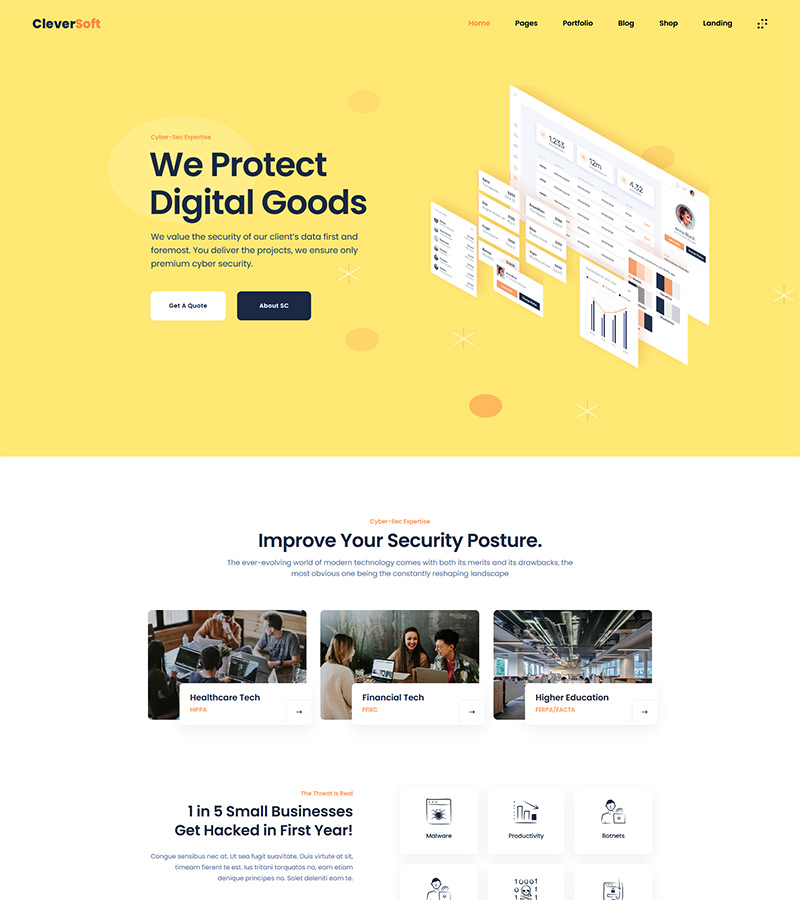 CleverSoft
Home Pages Portfolio Blog Shop Landing
Cyber-Sec Expertise
We Protect
Digital Goods
We value the security of our client's data first and
foremost. You deliver the projects, we ensure only
premium cyber security.
Get A Quote
About SC
1.233
12m
4.32
Cyber-Sec Expertise
Improve Your Security Posture.
The ever-evolving world of modern technology comes with both its merits and its drawbacks, the
most obvious one being the constantly reshaping landscape
Healthcare Tech
HIPPA
Financial Tech
FFIEC
Higher Education
FERPA/FACTA
The Threat is Real
1 in 5 Small Businesses
Get Hacked in First Year!
Congue sensibus nec at. Ut sea fugit suavitate. Duis virtute at sit,
timeam fierent te est. Ius tritani torquatos no, eam etiam
denique principes no. Solet deleniti eam te.
Malware
Productivity
Botnets